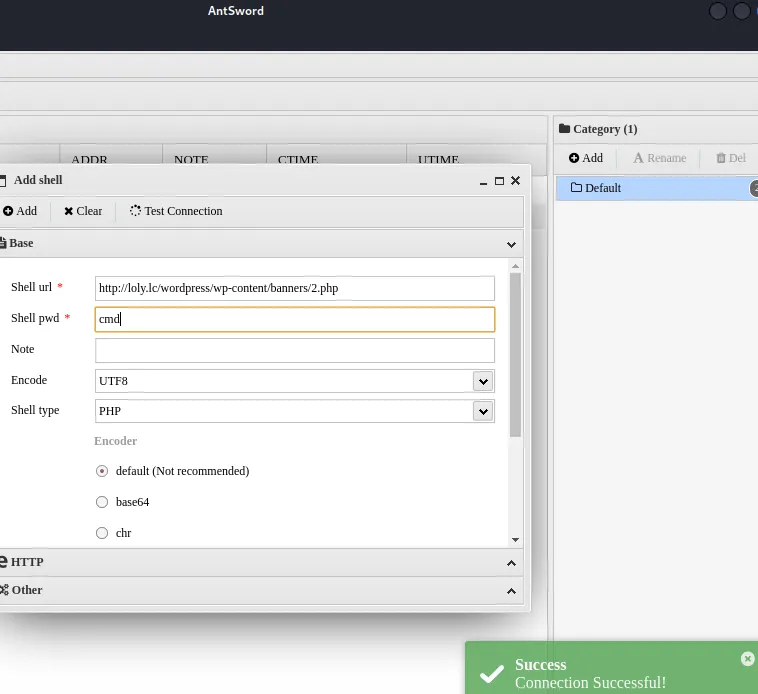 AntSword
Category (1)
Add Rename Del
ADDR NOTE CTIME UTIME
Default
Add shell
Add Clear Test Connection
Base
Shell url * http://loly.lc/wordpress/wp-content/banners/2.php
Shell pwd * cmd
Note
Encode UTF8
Shell type PHP
Encoder
default (Not recommended)
base64
chr
HTTP
Other
Success
Connection Successful!